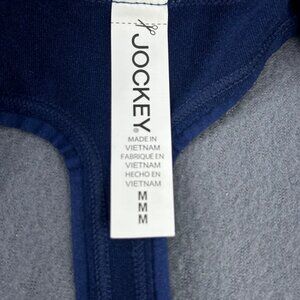 JOCKEY®
MADE IN
VIETNAM
FABRIQUÉ EN
VIETNAM
HECHO EN
VIETNAM
M
M
M